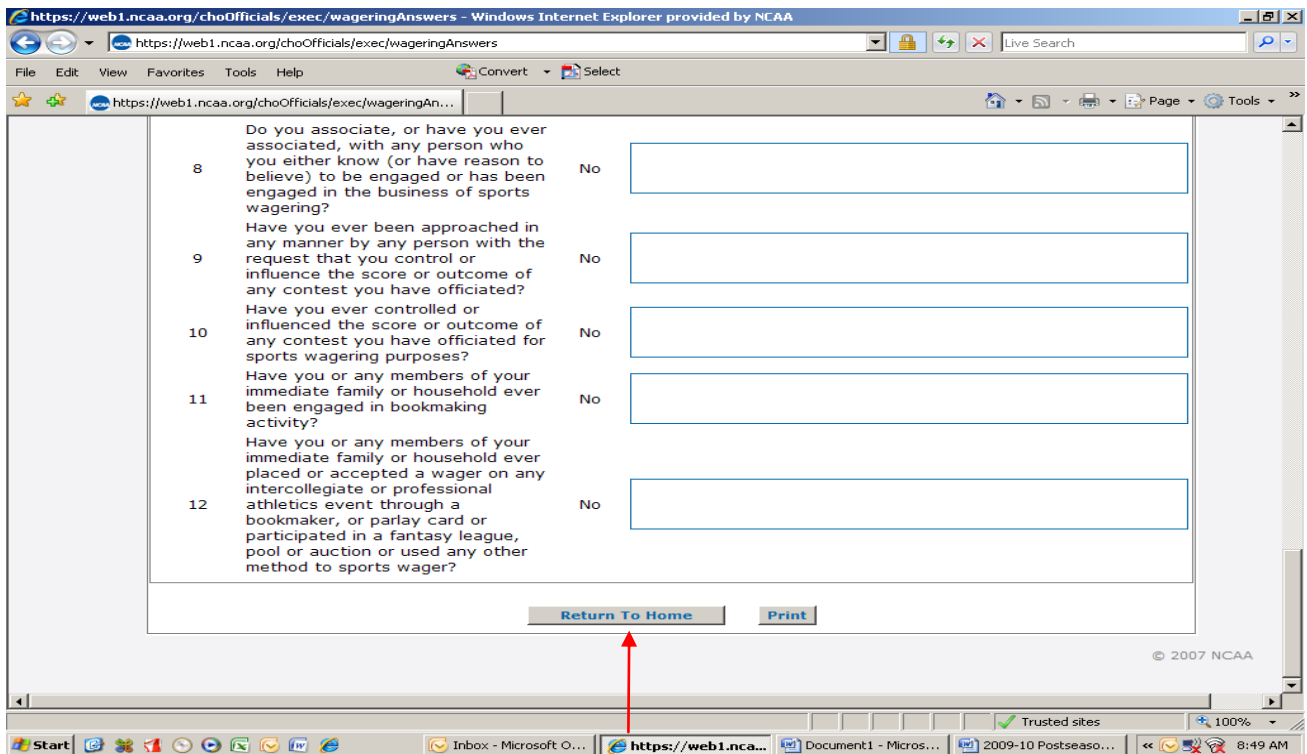 https://web1.ncaa.org/choOfficials/exec/wageringAnswers - Windows Internet Explorer provided by NCAA
https://web1.ncaa.org/choOfficials/exec/wageringAnswers
Live Search
File Edit View Favorites Tools Help
Convert Select
https://web1.ncaa.org/choOfficials/exec/wageringAn...
Page Tools
8
Do you associate, or have you ever
associated, with any person who
you either know (or have reason to
believe) to be engaged or has been
engaged in the business of sports
wagering?
No
9
Have you ever been approached in
any manner by any person with the
request that you control or
influence the score or outcome of
any contest you have officiated?
No
10
Have you ever controlled or
influenced the score or outcome of
any contest you have officiated for
sports wagering purposes?
No
11
Have you or any members of your
immediate family or household ever
been engaged in bookmaking
activity?
No
12
Have you or any members of your
immediate family or household ever
placed or accepted a wager on any
intercollegiate or professional
athletics event through a
bookmaker, or parlay card or
participated in a fantasy league,
pool or auction or used any other
method to sports wager?
No
Return To Home Print
© 2007 NCAA
Trusted sites 100%
Start Inbox - Microsoft O... https://web1.nca... Document1 - Micros... 2009-10 Postseaso... 8:49 AM